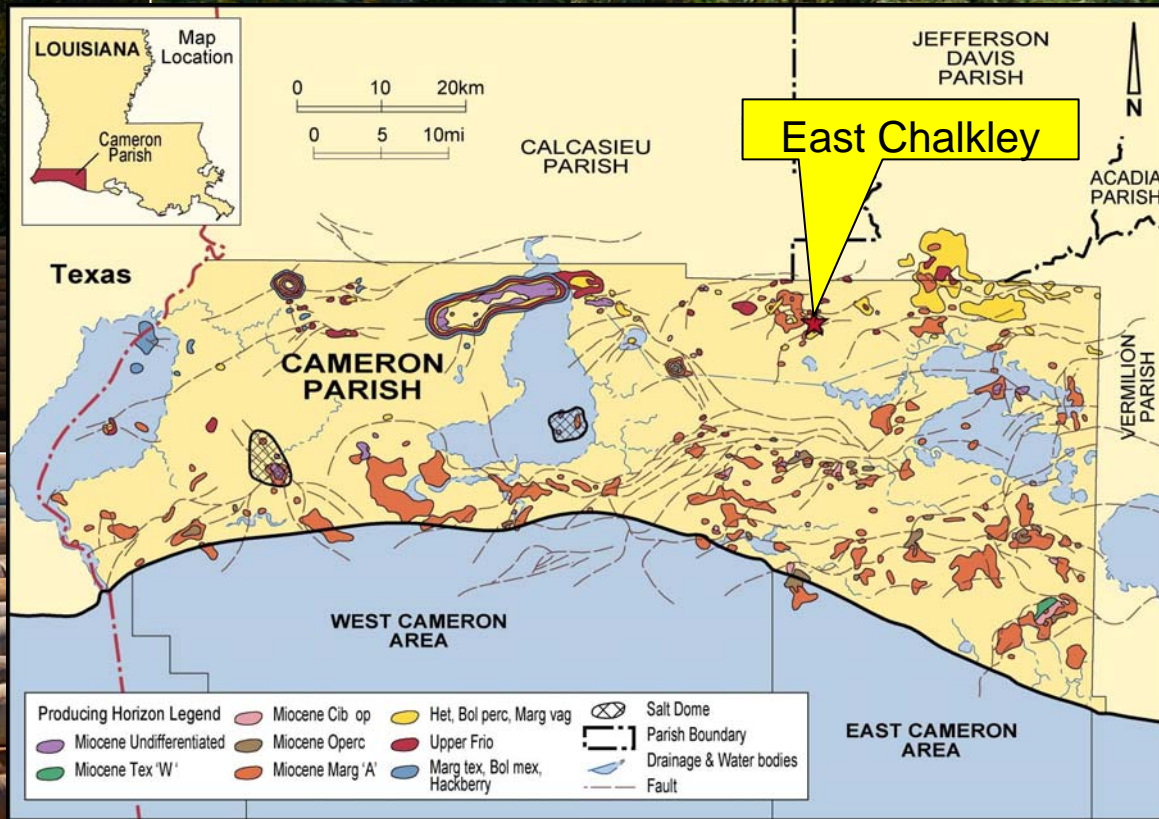 LOUISIANA
Map
Location
Cameron
Parish
0 10 20km
0 5 10mi
JEFFERSON
DAVIS
PARISH
N
East Chalkley
CALCASIEU
PARISH
ACADIA
PARISH
Texas
CAMERON
PARISH
VERMILION
PARISH
WEST CAMERON
AREA
EAST CAMERON
AREA
Producing Horizon Legend
Miocene Undifferentiated
Miocene Tex 'W '
Miocene Cib op
Miocene Operc
Miocene Marg 'A'
Het, Bol perc, Marg vag
Upper Frio
Marg tex, Bol mex,
Hackberry
Salt Dome
Parish Boundary
Drainage & Water bodies
Fault